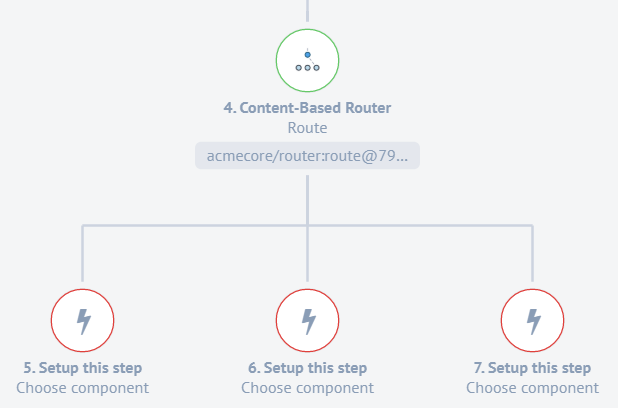 4. Content-Based Router
Route
acmecore/router:route@79...
5. Setup this step
Choose component
6. Setup this step
Choose component
7. Setup this step
Choose component